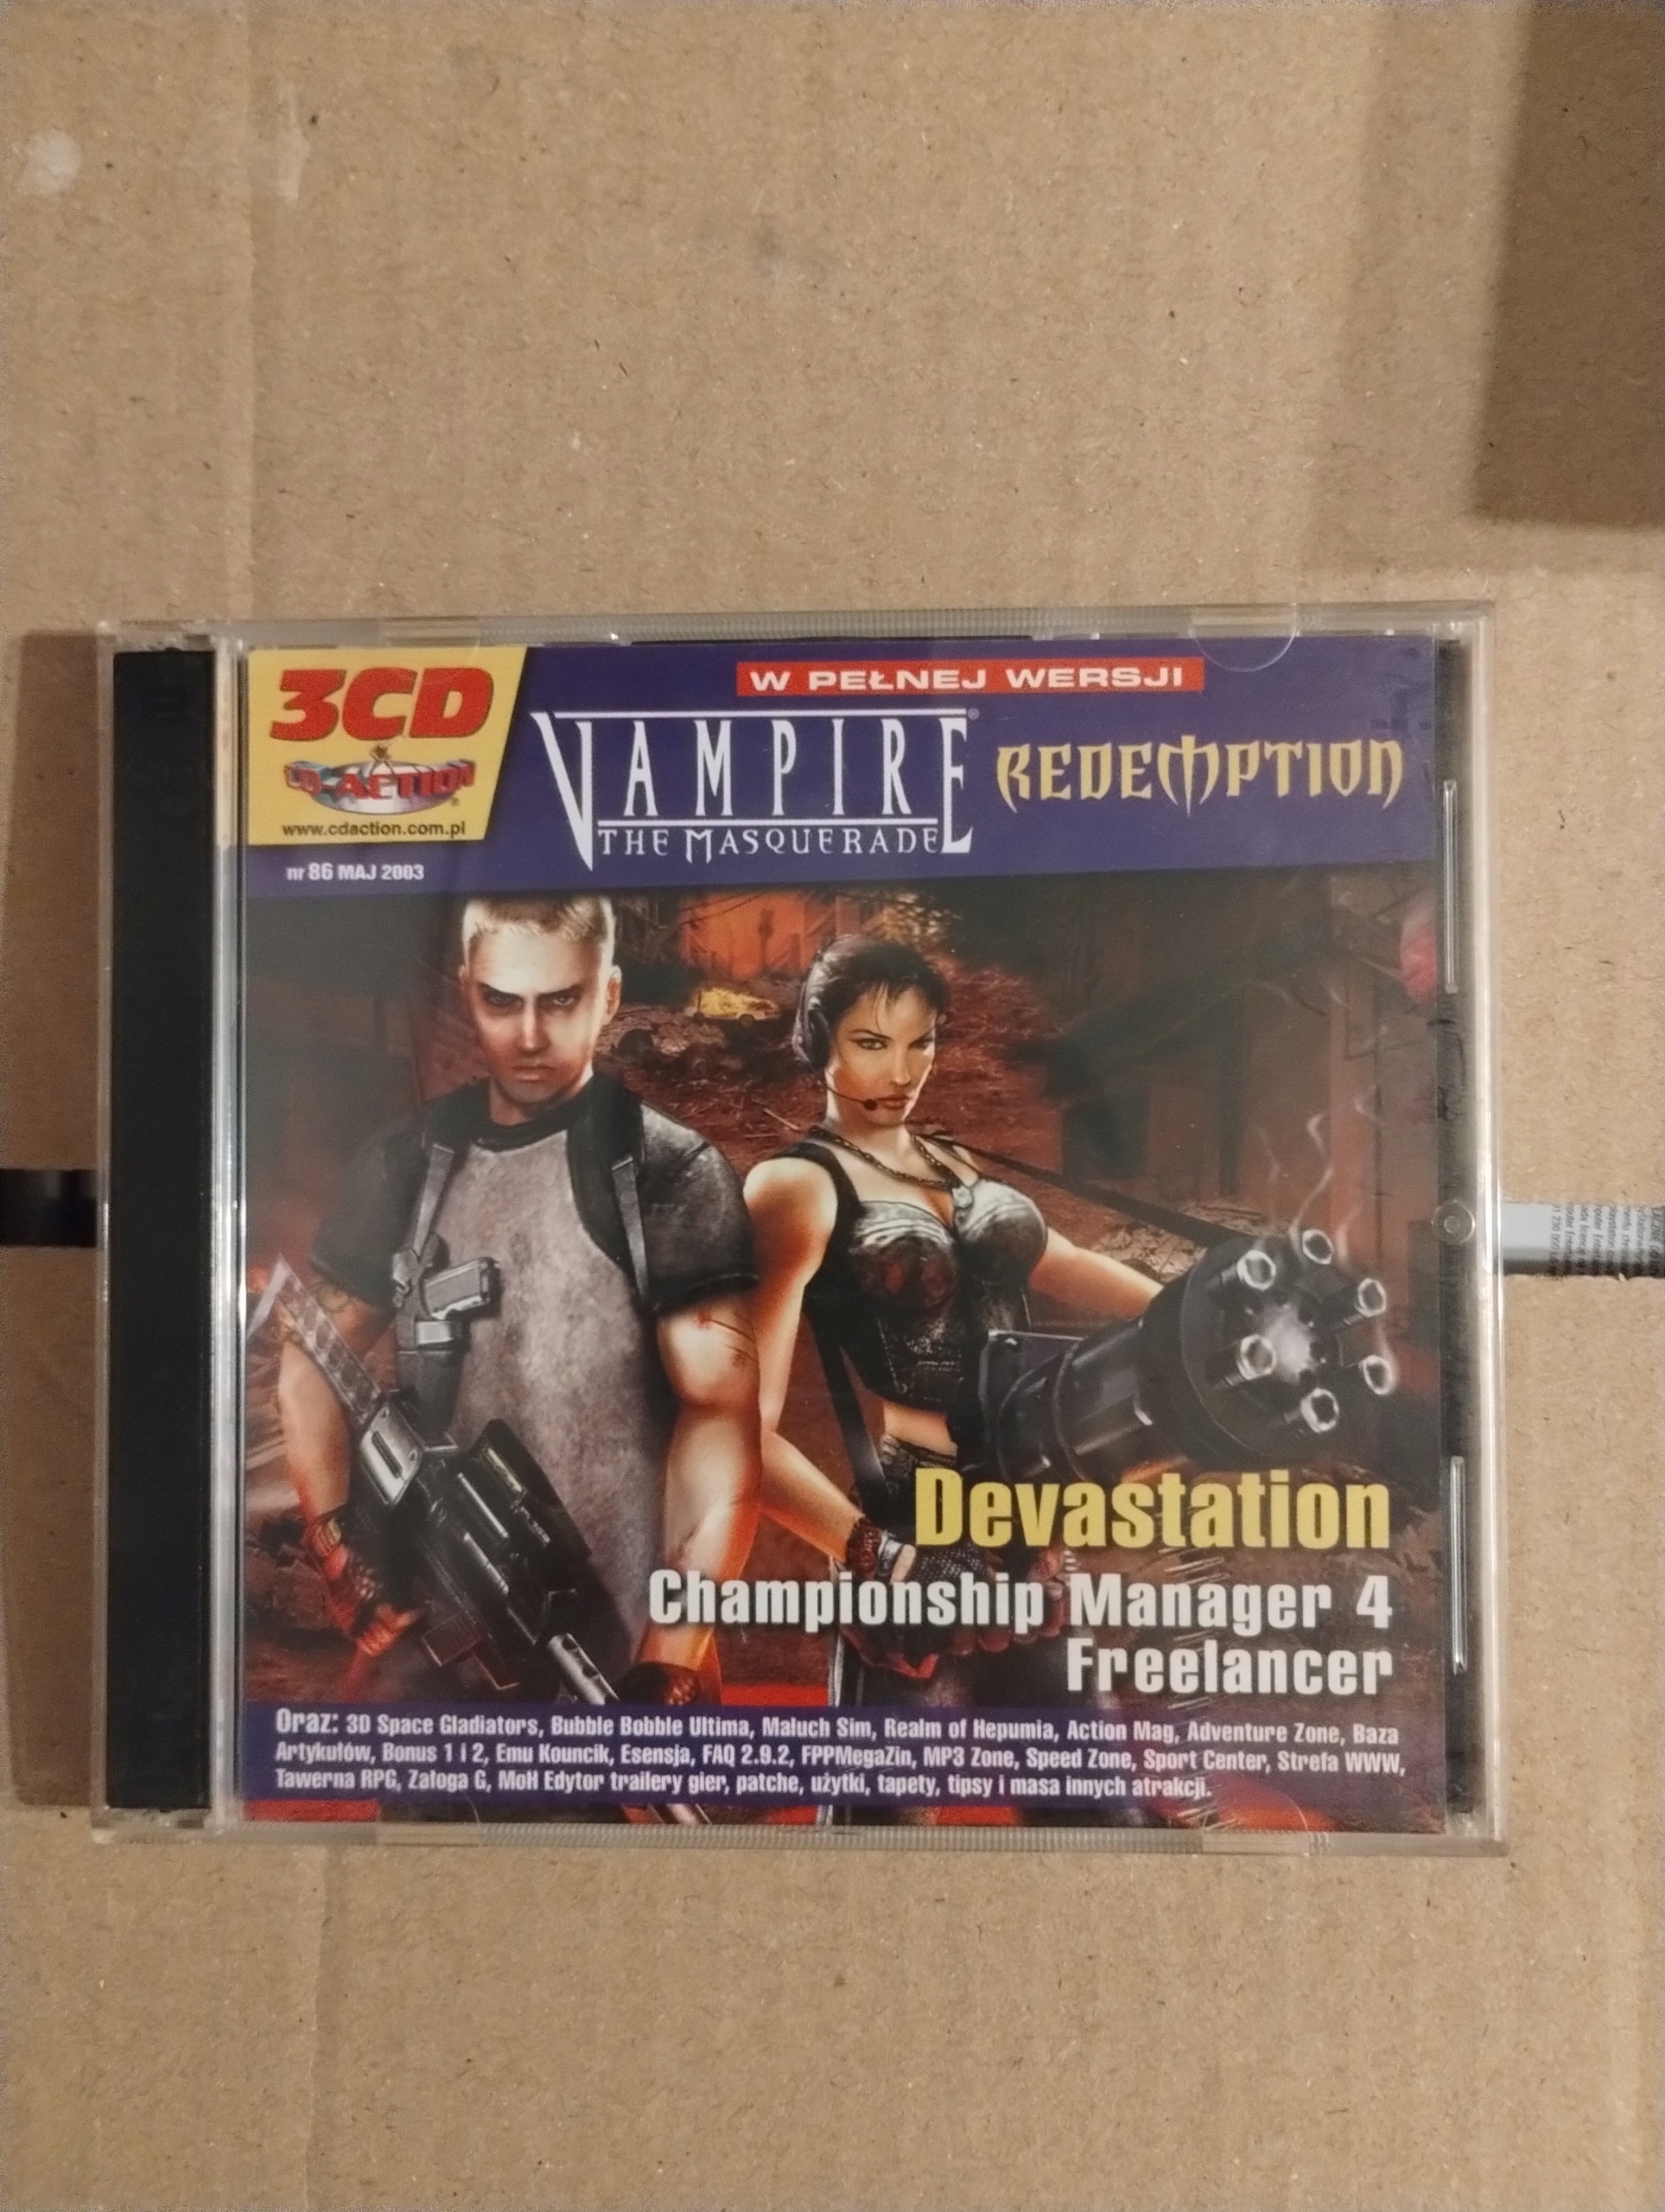 3CD
CD-ACTION
www.cdaction.com.pl
nr 86 MAJ 2003
W PEŁNEJ WERSJI
VAMPIRE®
THE MASQUERADE
REDEMPTION
Devastation
Championship Manager 4
Freelancer
Oraz: 3D Space Gladiators, Bubble Bobble Ultima, Maluch Sim, Realm of Hepumia, Action Mag, Adventure Zone, Baza
Artykułów, Bonus 1 i 2, Emu Kouncik, Esensja, FAQ 2.9.2, FPPMegaZin, MP3 Zone, Speed Zone, Sport Center, Strefa WWW,
Tawerna RPG, Załoga G, MoH Edytor trailery gier, patche, użytki, tapety, tipsy i masa innych atrakcji.